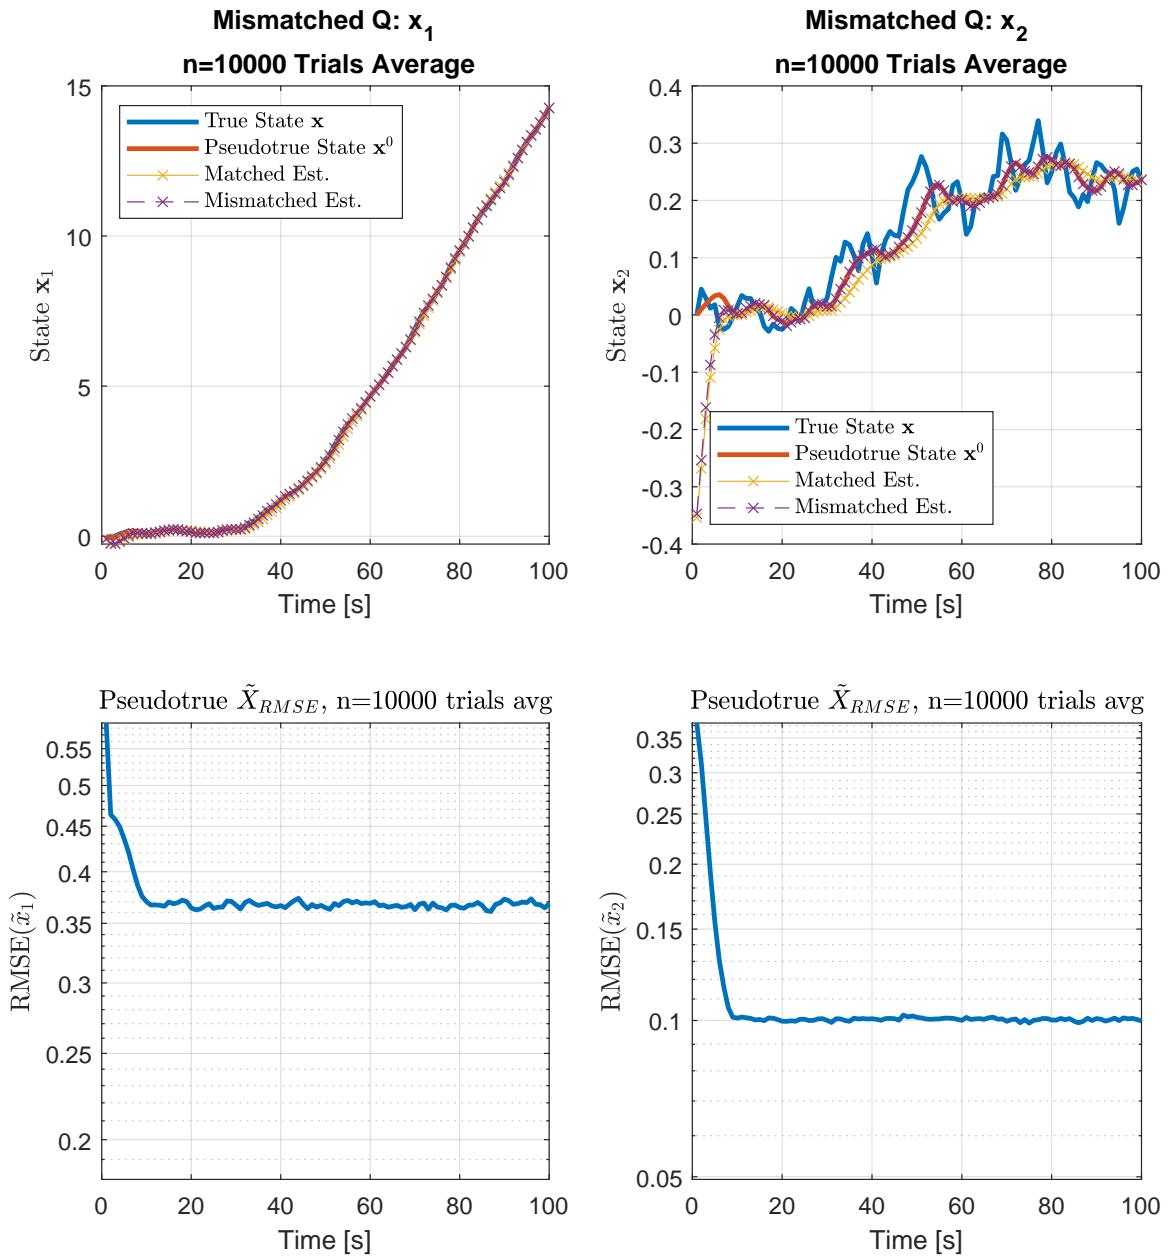 Mismatched Q: x₁
n=10000 Trials Average
15
10
5
0
0
20
40
60
80
100
State x₁
Time [s]
True State x
Pseudotrue State x⁰
Matched Est.
Mismatched Est.
Mismatched Q: x₂
n=10000 Trials Average
0.4
0.3
0.2
0.1
0
-0.1
-0.2
-0.3
-0.4
0
20
40
60
80
100
State x₂
Time [s]
True State x
Pseudotrue State x⁰
Matched Est.
Mismatched Est.
Pseudotrue X̃_RMSE, n=10000 trials avg
0.55
0.5
0.45
0.4
0.35
0.3
0.25
0.2
0
20
40
60
80
100
RMSE(x̃₁)
Time [s]
Pseudotrue X̃_RMSE, n=10000 trials avg
0.35
0.3
0.25
0.2
0.15
0.1
0.05
0
20
40
60
80
100
RMSE(x̃₂)
Time [s]